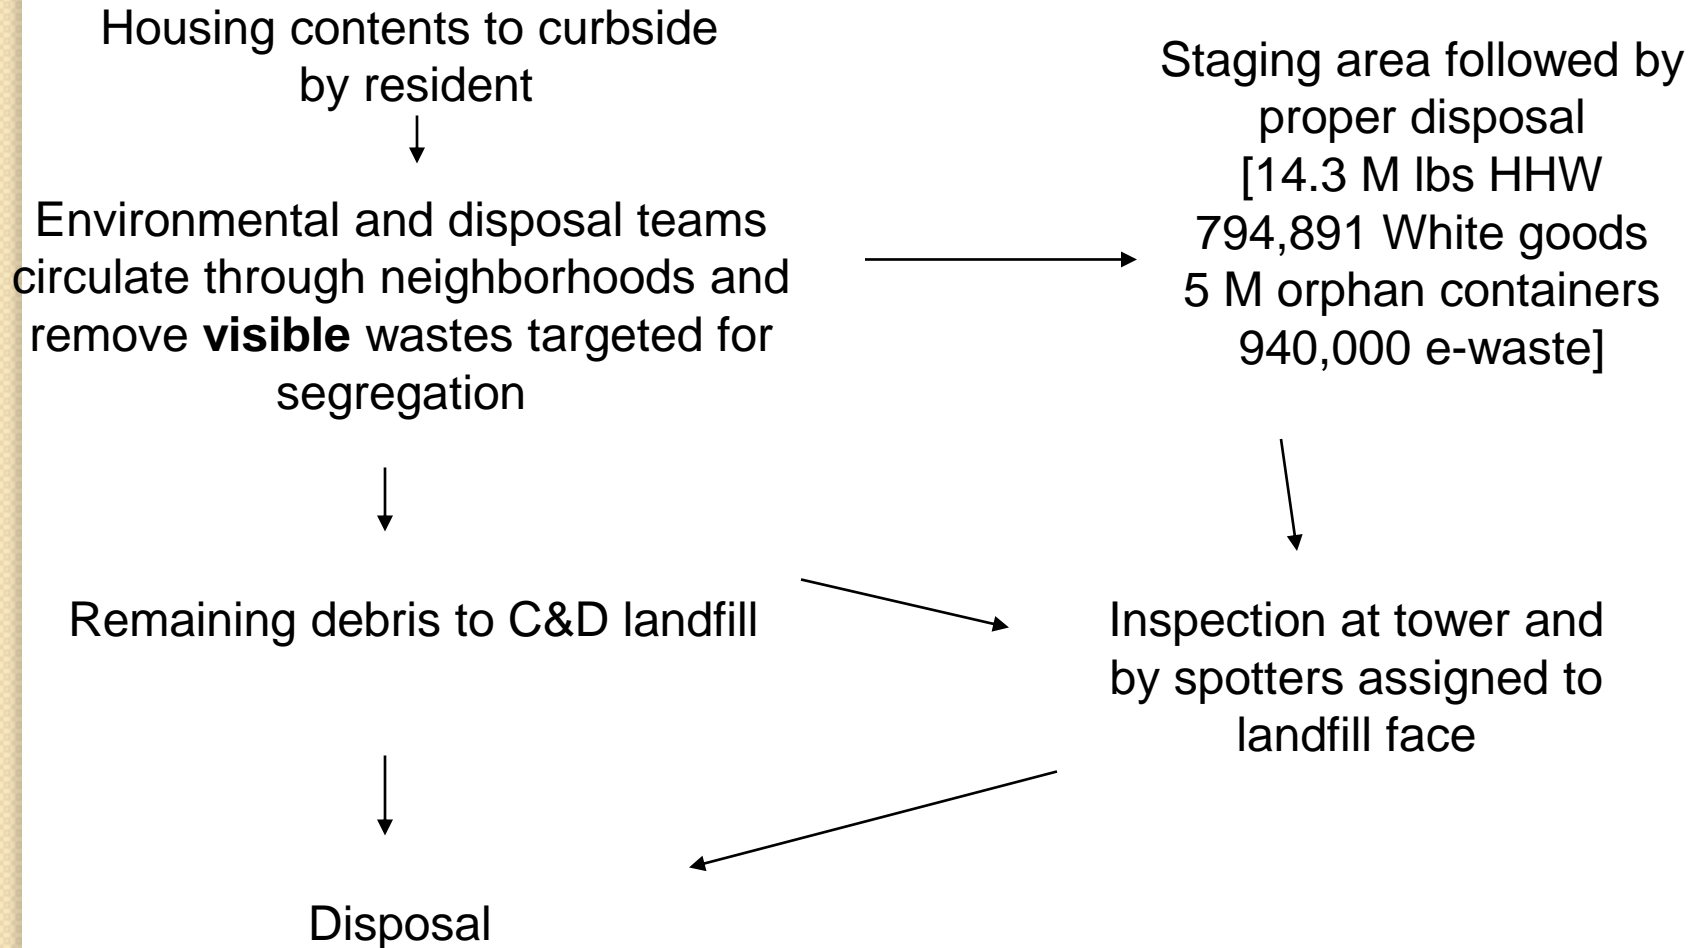 Housing contents to curbside
by resident
Environmental and disposal teams
circulate through neighborhoods and
remove visible wastes targeted for
segregation
Remaining debris to C&D landfill
Disposal
Staging area followed by
proper disposal
[14.3 M lbs HHW
794,891 White goods
5 M orphan containers
940,000 e-waste]
Inspection at tower and
by spotters assigned to
landfill face